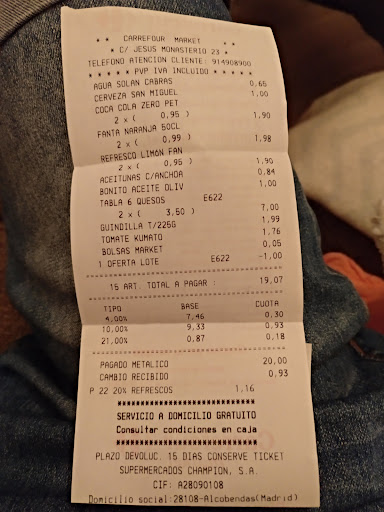 * * CARREFOUR MARKET * *
* C/ JESUS MONASTERIO 23 *
TELEFONO ATENCION CLIENTE: 914908900
* * * * * PVP IVA INCLUIDO * * * * *
AGUA SOLAN CABRAS 0,65
CERVEZA SAN MIGUEL 1,00
COCA COLA ZERO PET
2 x ( 0,95 ) 1,90
FANTA NARANJA 50CL
2 x ( 0,99 ) 1,98
REFRESCO LIMON FAN
2 x ( 0,95 ) 1,90
ACEITUNAS C/ANCHOA 0,84
BONITO ACEITE OLIV 1,00
TABLA 6 QUESOS E622
2 x ( 3,50 ) 7,00
GUINDILLA T/225G 1,99
TOMATE KUMATO 1,76
BOLSAS MARKET 0,05
1 OFERTA LOTE E622 -1,00
15 ART. TOTAL A PAGAR : 19,07
TIPO BASE CUOTA
4,00% 7,46 0,30
10,00% 9,33 0,93
21,00% 0,87 0,18
PAGADO METALICO 20,00
CAMBIO RECIBIDO 0,93
P 22 20% REFRESCOS 1,16
****************************
SERVICIO A DOMICILIO GRATUITO
Consultar condiciones en caja
****************************
PLAZO DEVOLUC. 15 DIAS CONSERVE TICKET
SUPERMERCADOS CHAMPION, S.A.
CIF: A28090108
Domicilio social:28108-Alcobendas(Madrid)